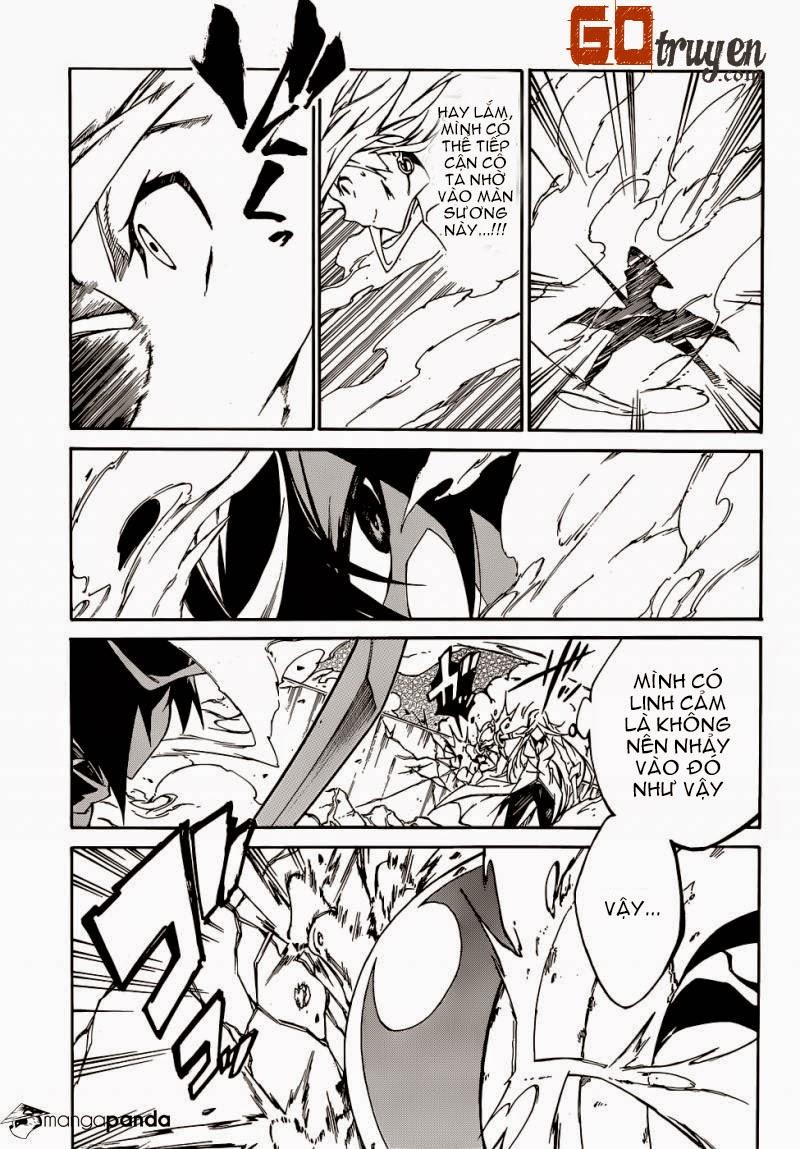 GOtruyen
.com
HAY LẮM,
MÌNH CÓ
THỂ TIẾP
CẬN CÔ
TA NHỜ
VÀO MÀN
SƯƠNG
NÀY...!!!
MÌNH CÓ
LINH CẢM
LÀ KHÔNG
NÊN NHẢY
VÀO ĐÓ
NHƯ VẬY
VẬY...
mangapanda